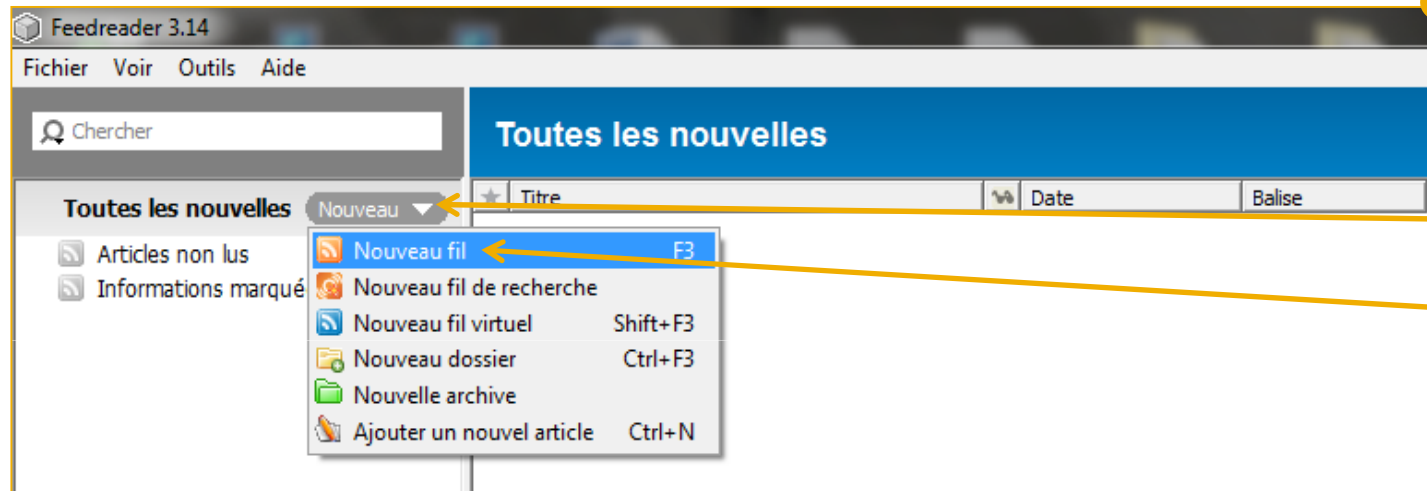 Feedreader 3.14
Fichier Voir Outils Aide
Chercher
Toutes les nouvelles
Toutes les nouvelles Nouveau
Titre Date Balise
Articles non lus
Informations marqué
Nouveau fil F3
Nouveau fil de recherche
Nouveau fil virtuel Shift+F3
Nouveau dossier Ctrl+F3
Nouvelle archive
Ajouter un nouvel article Ctrl+N